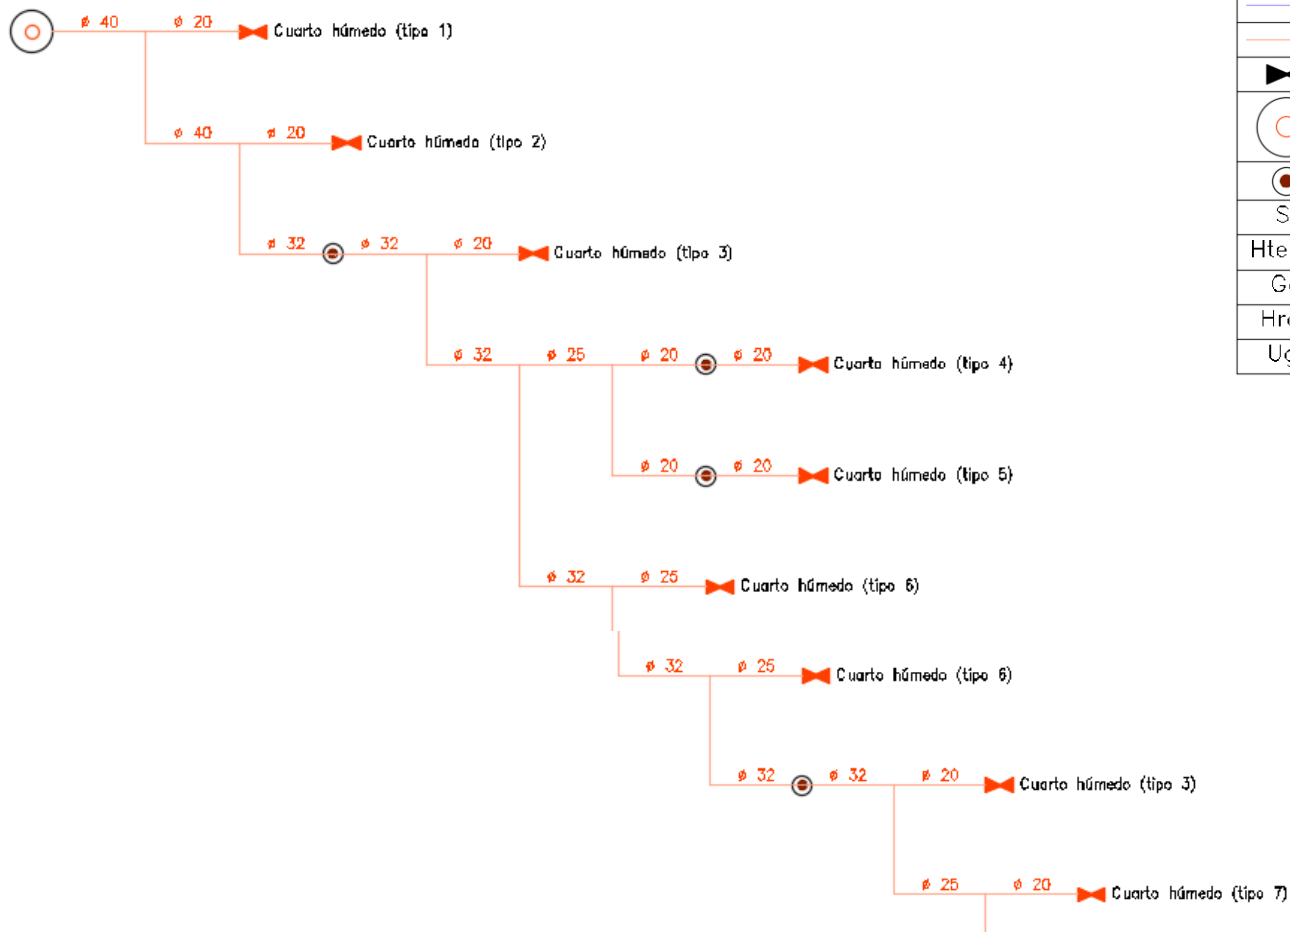 ø 40 ø 20 Cuarto húmedo (tipo 1)
ø 40 ø 20 Cuarto húmedo (tipo 2)
ø 32 ø 32 ø 20 Cuarto húmedo (tipo 3)
ø 32 ø 25 ø 20 ø 20 Cuarto húmedo (tipo 4)
ø 20 ø 20 Cuarto húmedo (tipo 5)
ø 32 ø 25 Cuarto húmedo (tipo 6)
ø 32 ø 25 Cuarto húmedo (tipo 6)
ø 32 ø 32 ø 20 Cuarto húmedo (tipo 3)
ø 25 ø 20 Cuarto húmedo (tipo 7)
Hte